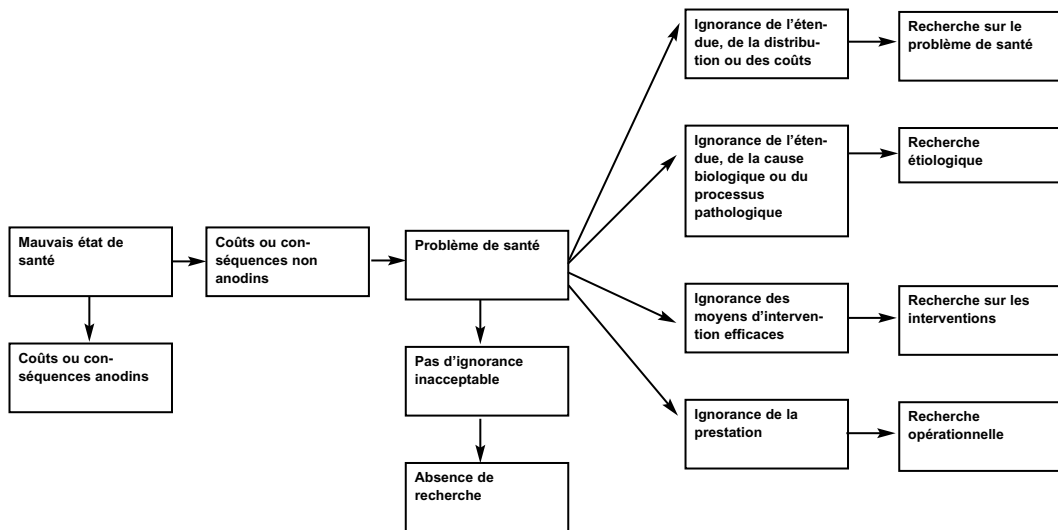 Mauvais état de
santé
Coûts ou con-
séquences anodins
Coûts ou con-
séquences non
anodins
Problème de santé
Pas d'ignorance
inacceptable
Absence de
recherche
Ignorance de l'éten-
due, de la distribu-
tion ou des coûts
Recherche sur le
problème de santé
Ignorance de l'éten-
due, de la cause
biologique ou du
processus
pathologique
Recherche
étiologique
Ignorance des
moyens d'interven-
tion efficaces
Recherche sur les
interventions
Ignorance de la
prestation
Recherche
opérationnelle